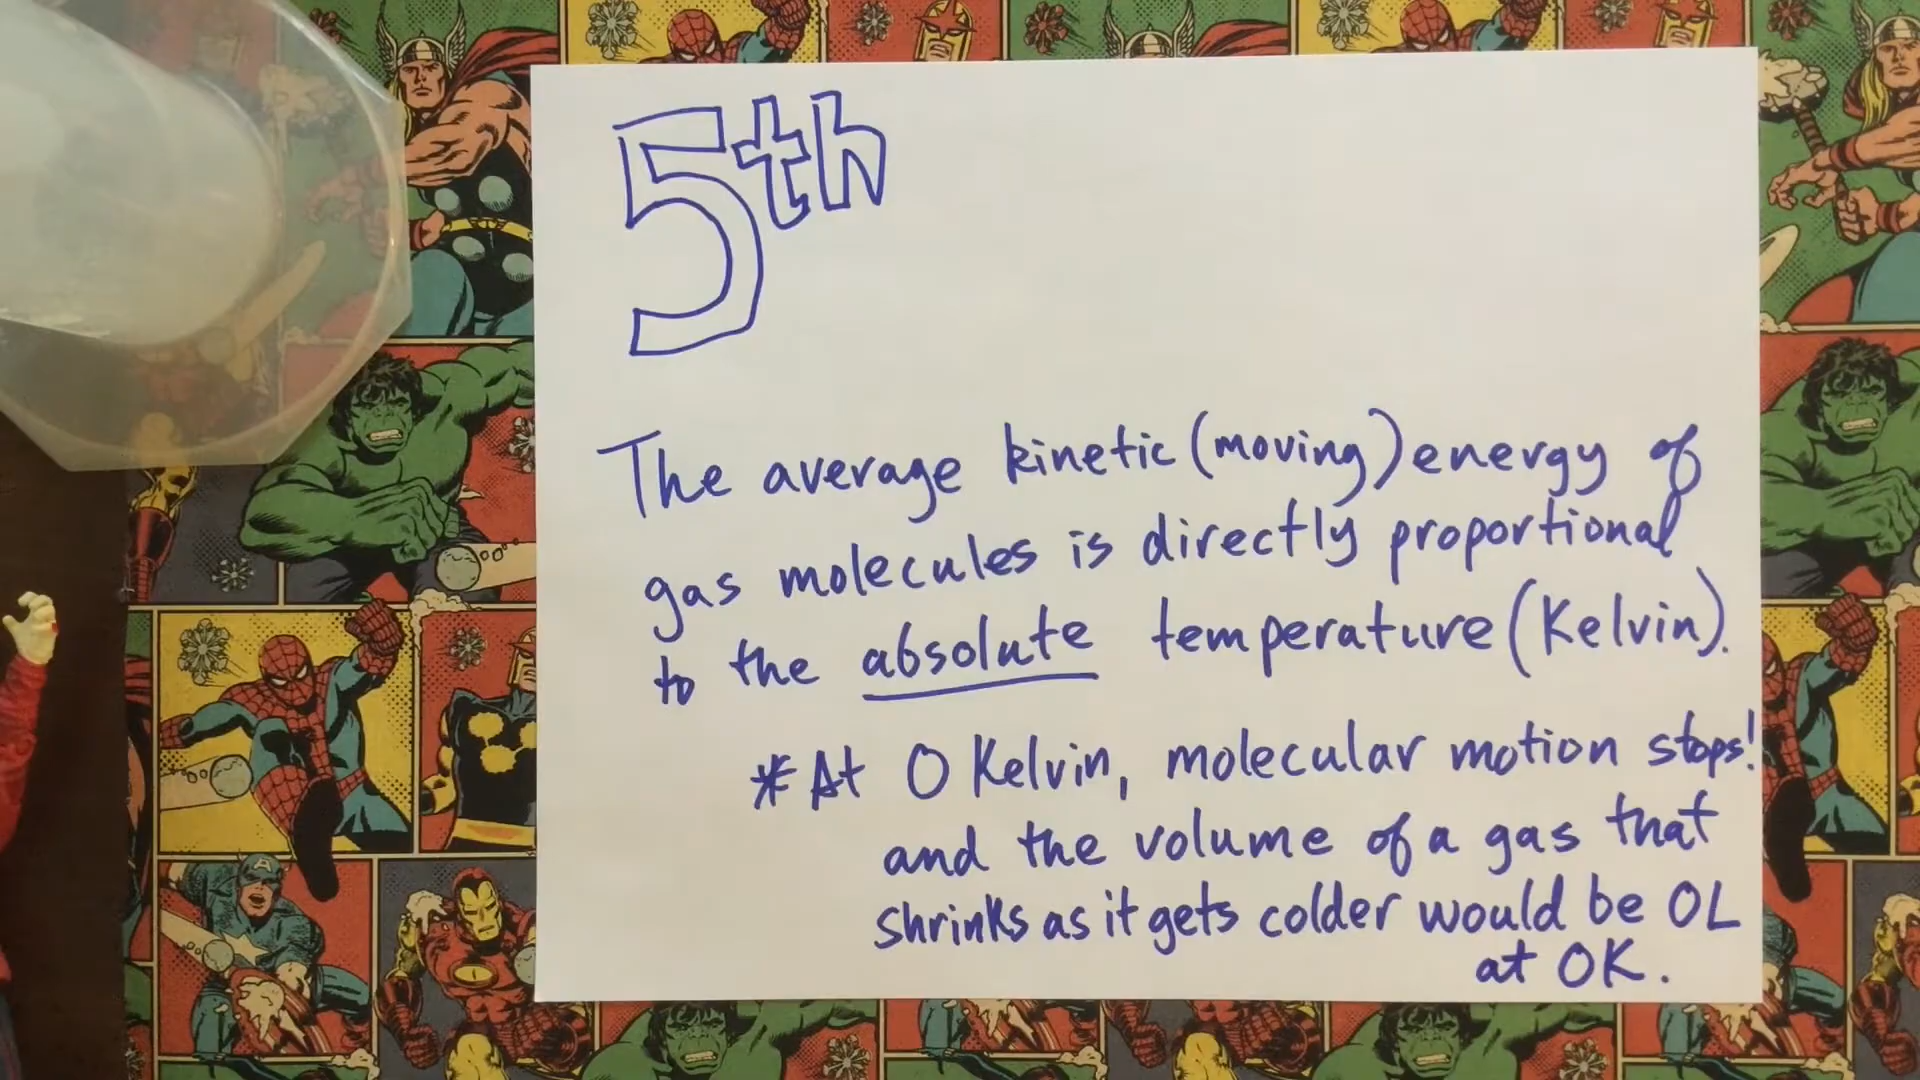 5th
The average kinetic (moving) energy of
gas molecules is directly proportional
to the absolute temperature (Kelvin).
*At 0 Kelvin, molecular motion stops!
and the volume of a gas that
shrinks as it gets colder would be 0L
at 0K.